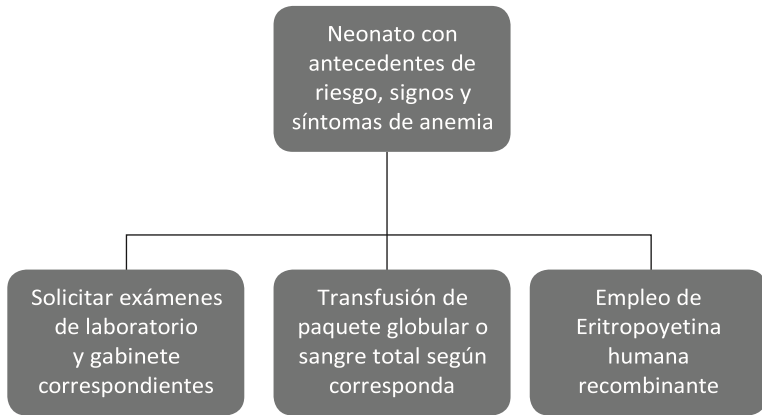 Neonato con
antecedentes de
riesgo, signos y
síntomas de anemia
Solicitar exámenes
de laboratorio
y gabinete
correspondientes
Transfusión de
paquete globular o
sangre total según
corresponda
Empleo de
Eritropoyetina
humana
recombinante